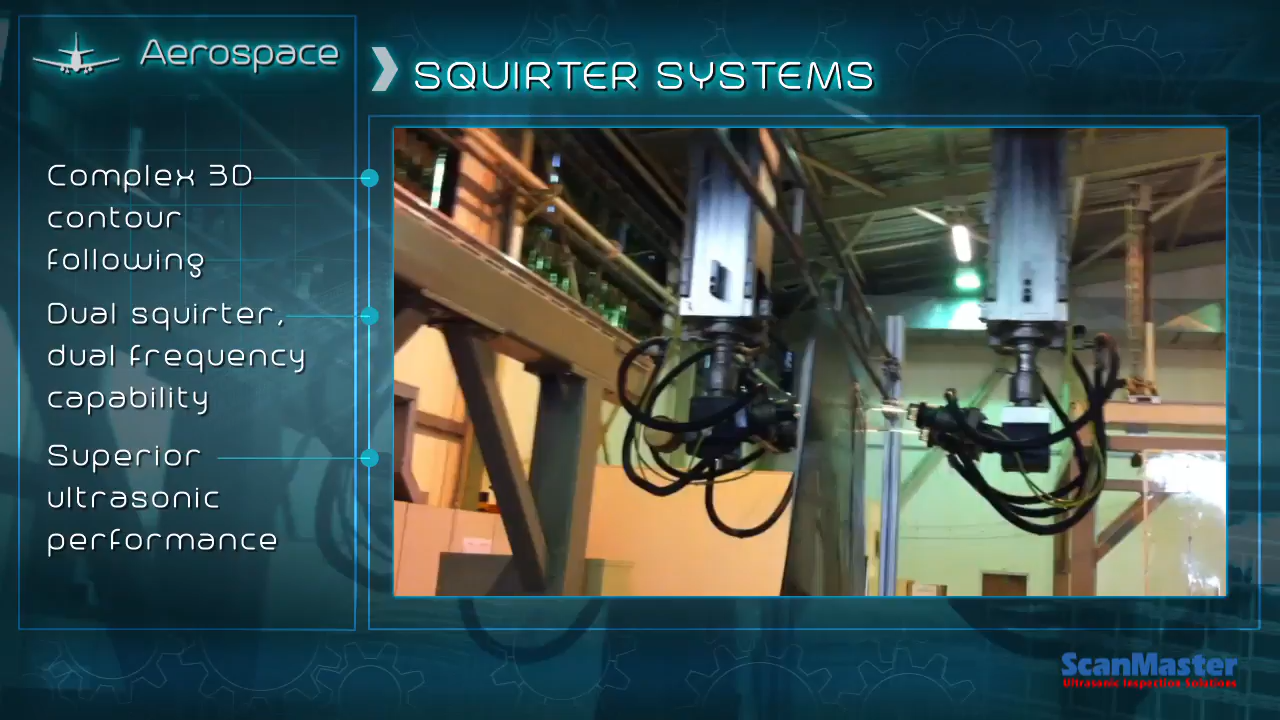 Aerospace
SQUIRTER SYSTEMS
Complex 3D
contour
following
Dual squirter,
dual frequency
capability
Superior
ultrasonic
performance
ScanMaster
Ultrasonic Inspection Solutions